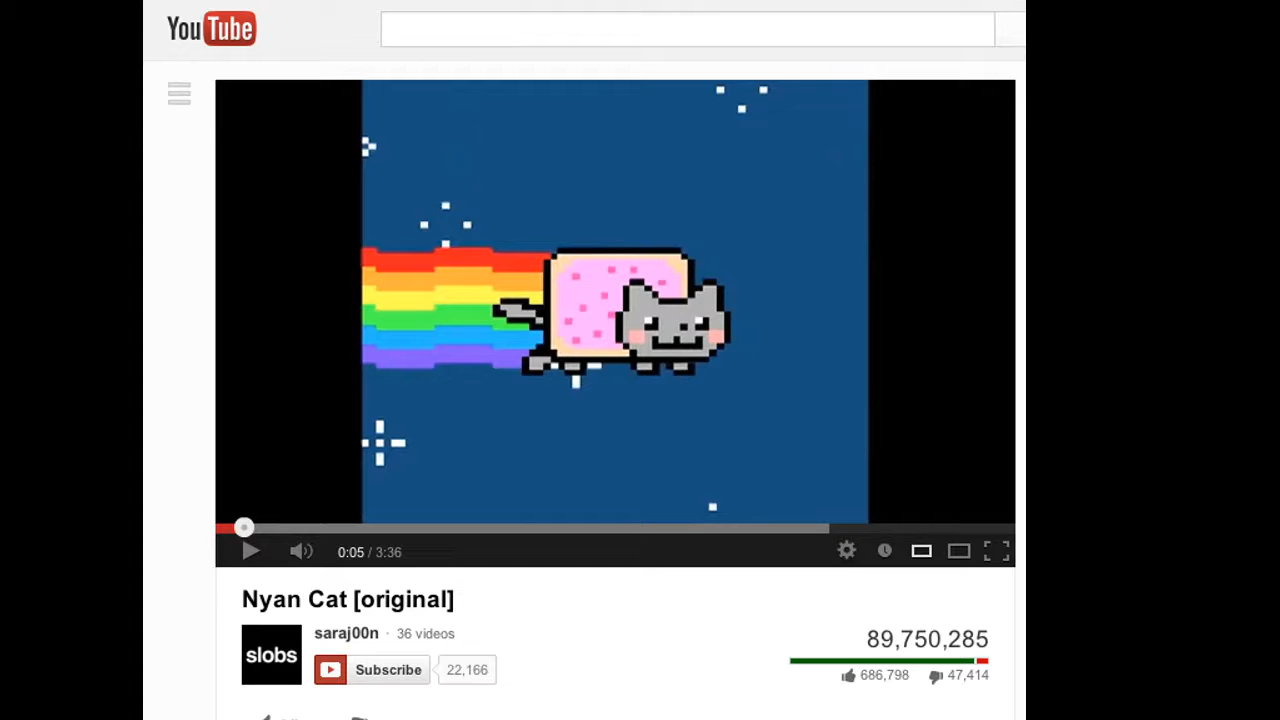 YouTube
0:05 / 3:36
Nyan Cat [original]
slobs
saraj00n · 36 videos
Subscribe 22,166
89,750,285
686,798 47,414